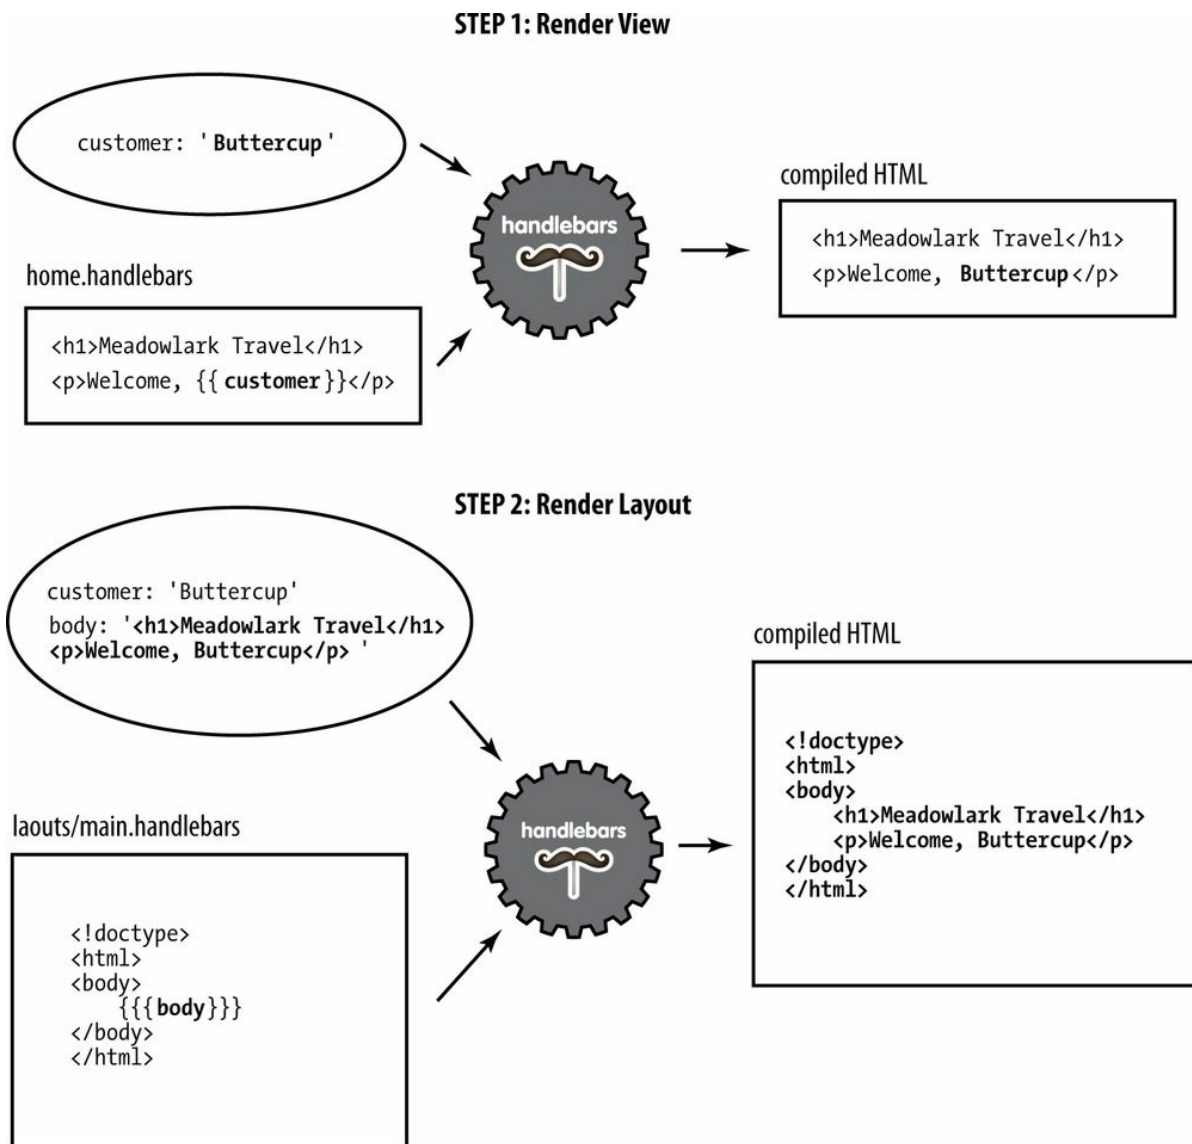 STEP 1: Render View
customer: 'Buttercup'
handlebars
compiled HTML
<h1>Meadowlark Travel</h1>
<p>Welcome, Buttercup</p>
home.handlebars
<h1>Meadowlark Travel</h1>
<p>Welcome, {{customer}}</p>
STEP 2: Render Layout
customer: 'Buttercup'
body: '<h1>Meadowlark Travel</h1>
<p>Welcome, Buttercup</p> '
handlebars
compiled HTML
<!doctype>
<html>
<body>
<h1>Meadowlark Travel</h1>
<p>Welcome, Buttercup</p>
</body>
</html>
laouts/main.handlebars
<!doctype>
<html>
<body>
{{{body}}}
</body>
</html>